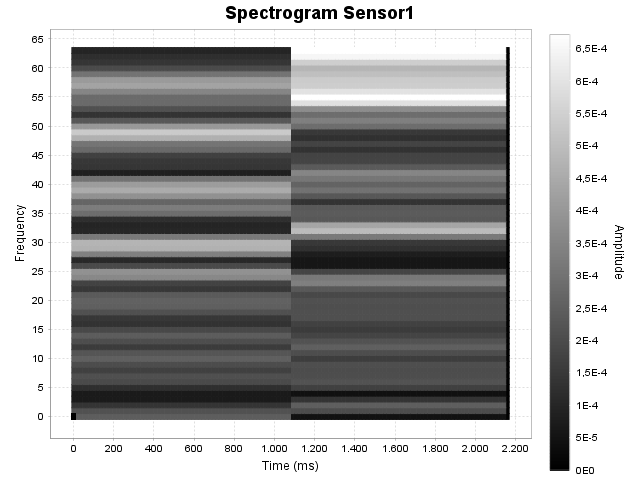 Spectrogram Sensor1
65
60
55
50
45
40
35
30
25
20
15
10
5
0
Frequency
0 200 400 600 800 1.000 1.200 1.400 1.600 1.800 2.000 2.200
Time (ms)
6,5E-4
6E-4
5,5E-4
5E-4
4,5E-4
4E-4
3,5E-4
3E-4
2,5E-4
2E-4
1,5E-4
1E-4
5E-5
0E0
Amplitude